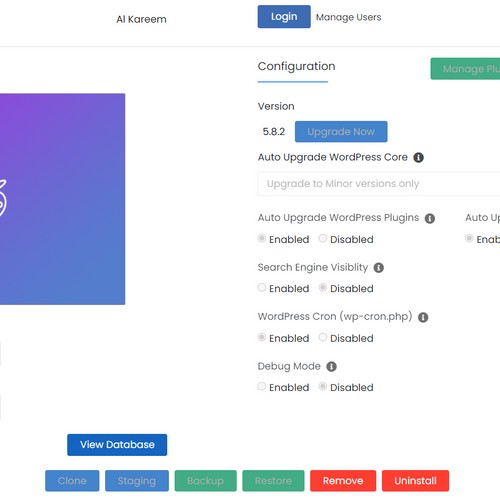 Al Kareem
Login Manage Users
Configuration
Manage Plu
Version
5.8.2 Upgrade Now
Auto Upgrade WordPress Core
Upgrade to Minor versions only
Auto Upgrade WordPress Plugins Auto U
Enabled Disabled Enab
Search Engine Visiblity
Enabled Disabled
WordPress Cron (wp-cron.php)
Enabled Disabled
Debug Mode
Enabled Disabled
View Database
Clone Staging Backup Restore Remove Uninstall